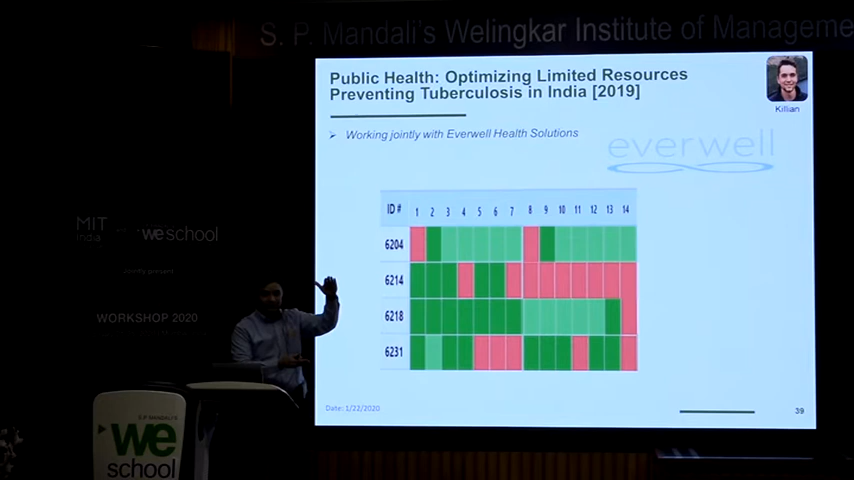 S. P. Mandali's Welingkar Institute of Manageme
Public Health: Optimizing Limited Resources
Preventing Tuberculosis in India [2019]
Killian
Working jointly with Everwell Health Solutions
everwell
ID # 1 2 3 4 5 6 7 8 9 10 11 12 13 14
6204
6214
6218
6231
Date: 1/22/2020
39
MIT
India
we school
Jointly present
WORKSHOP 2020
S.P. MANDALI'S
we
school